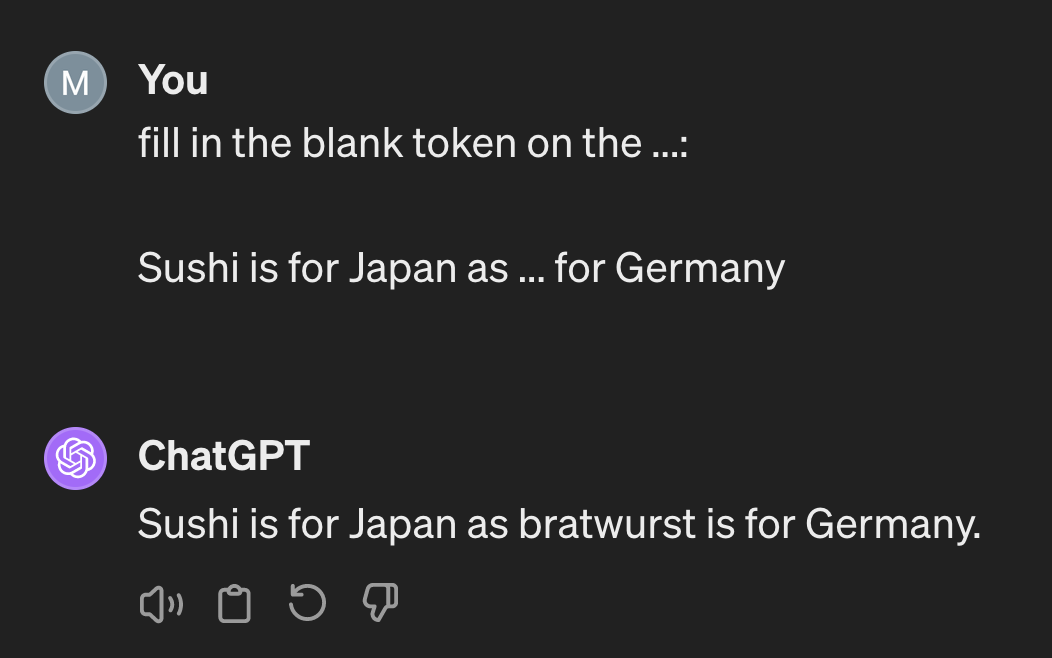 M
You
fill in the blank token on the ...:
Sushi is for Japan as ... for Germany
ChatGPT
Sushi is for Japan as bratwurst is for Germany.